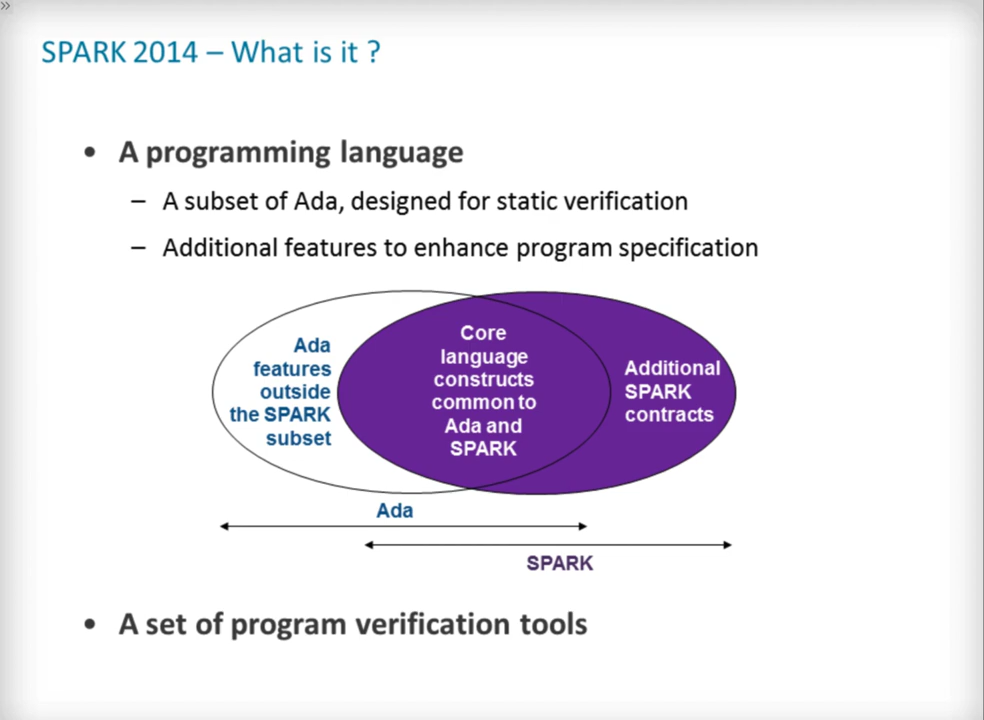 »
SPARK 2014 – What is it ?
• A programming language
– A subset of Ada, designed for static verification
– Additional features to enhance program specification
Ada
features
outside
the SPARK
subset
Core
language
constructs
common to
Ada and
SPARK
Additional
SPARK
contracts
Ada
SPARK
• A set of program verification tools